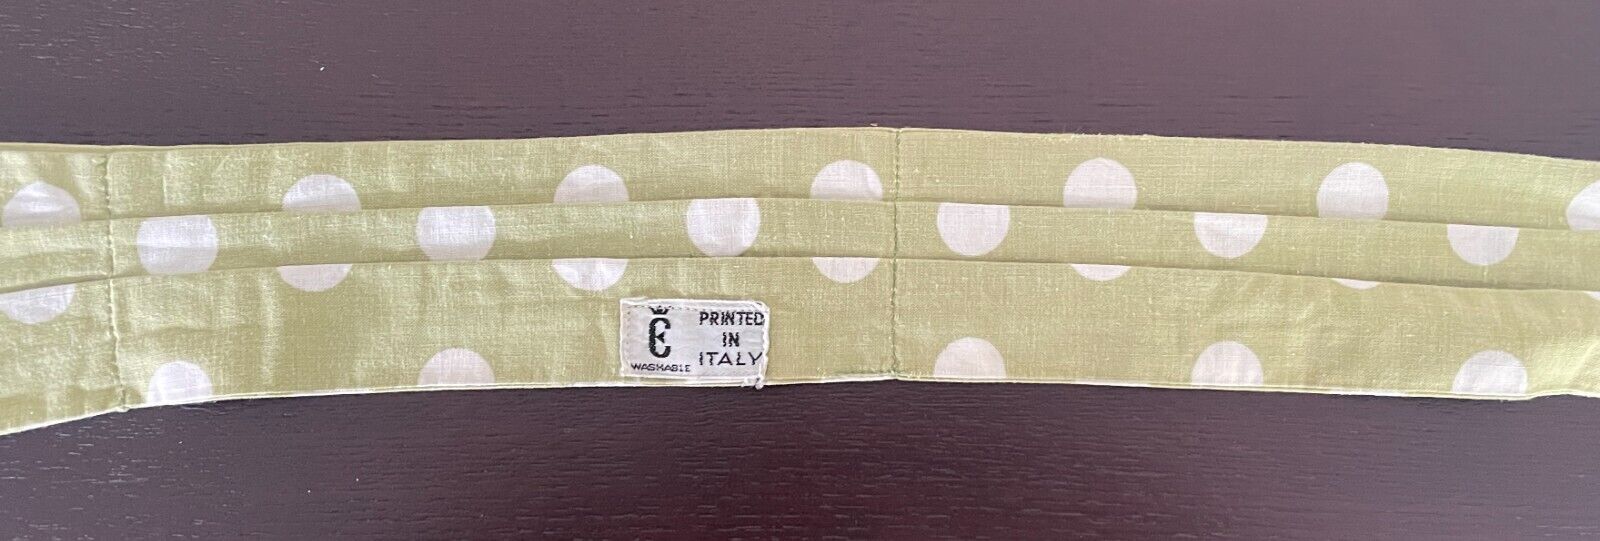 PRINTED
IN
ITALY
WASHABLE